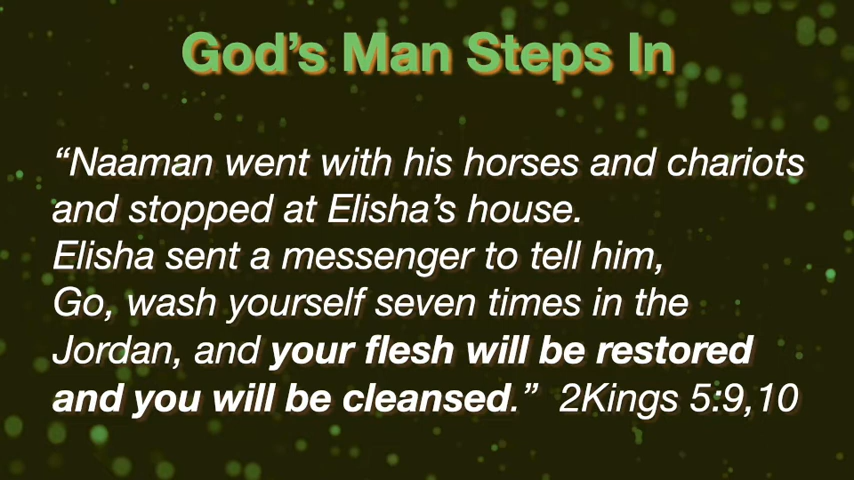 God’s Man Steps In
“Naaman went with his horses and chariots
and stopped at Elisha’s house.
Elisha sent a messenger to tell him,
Go, wash yourself seven times in the
Jordan, and your flesh will be restored
and you will be cleansed.” 2Kings 5:9,10